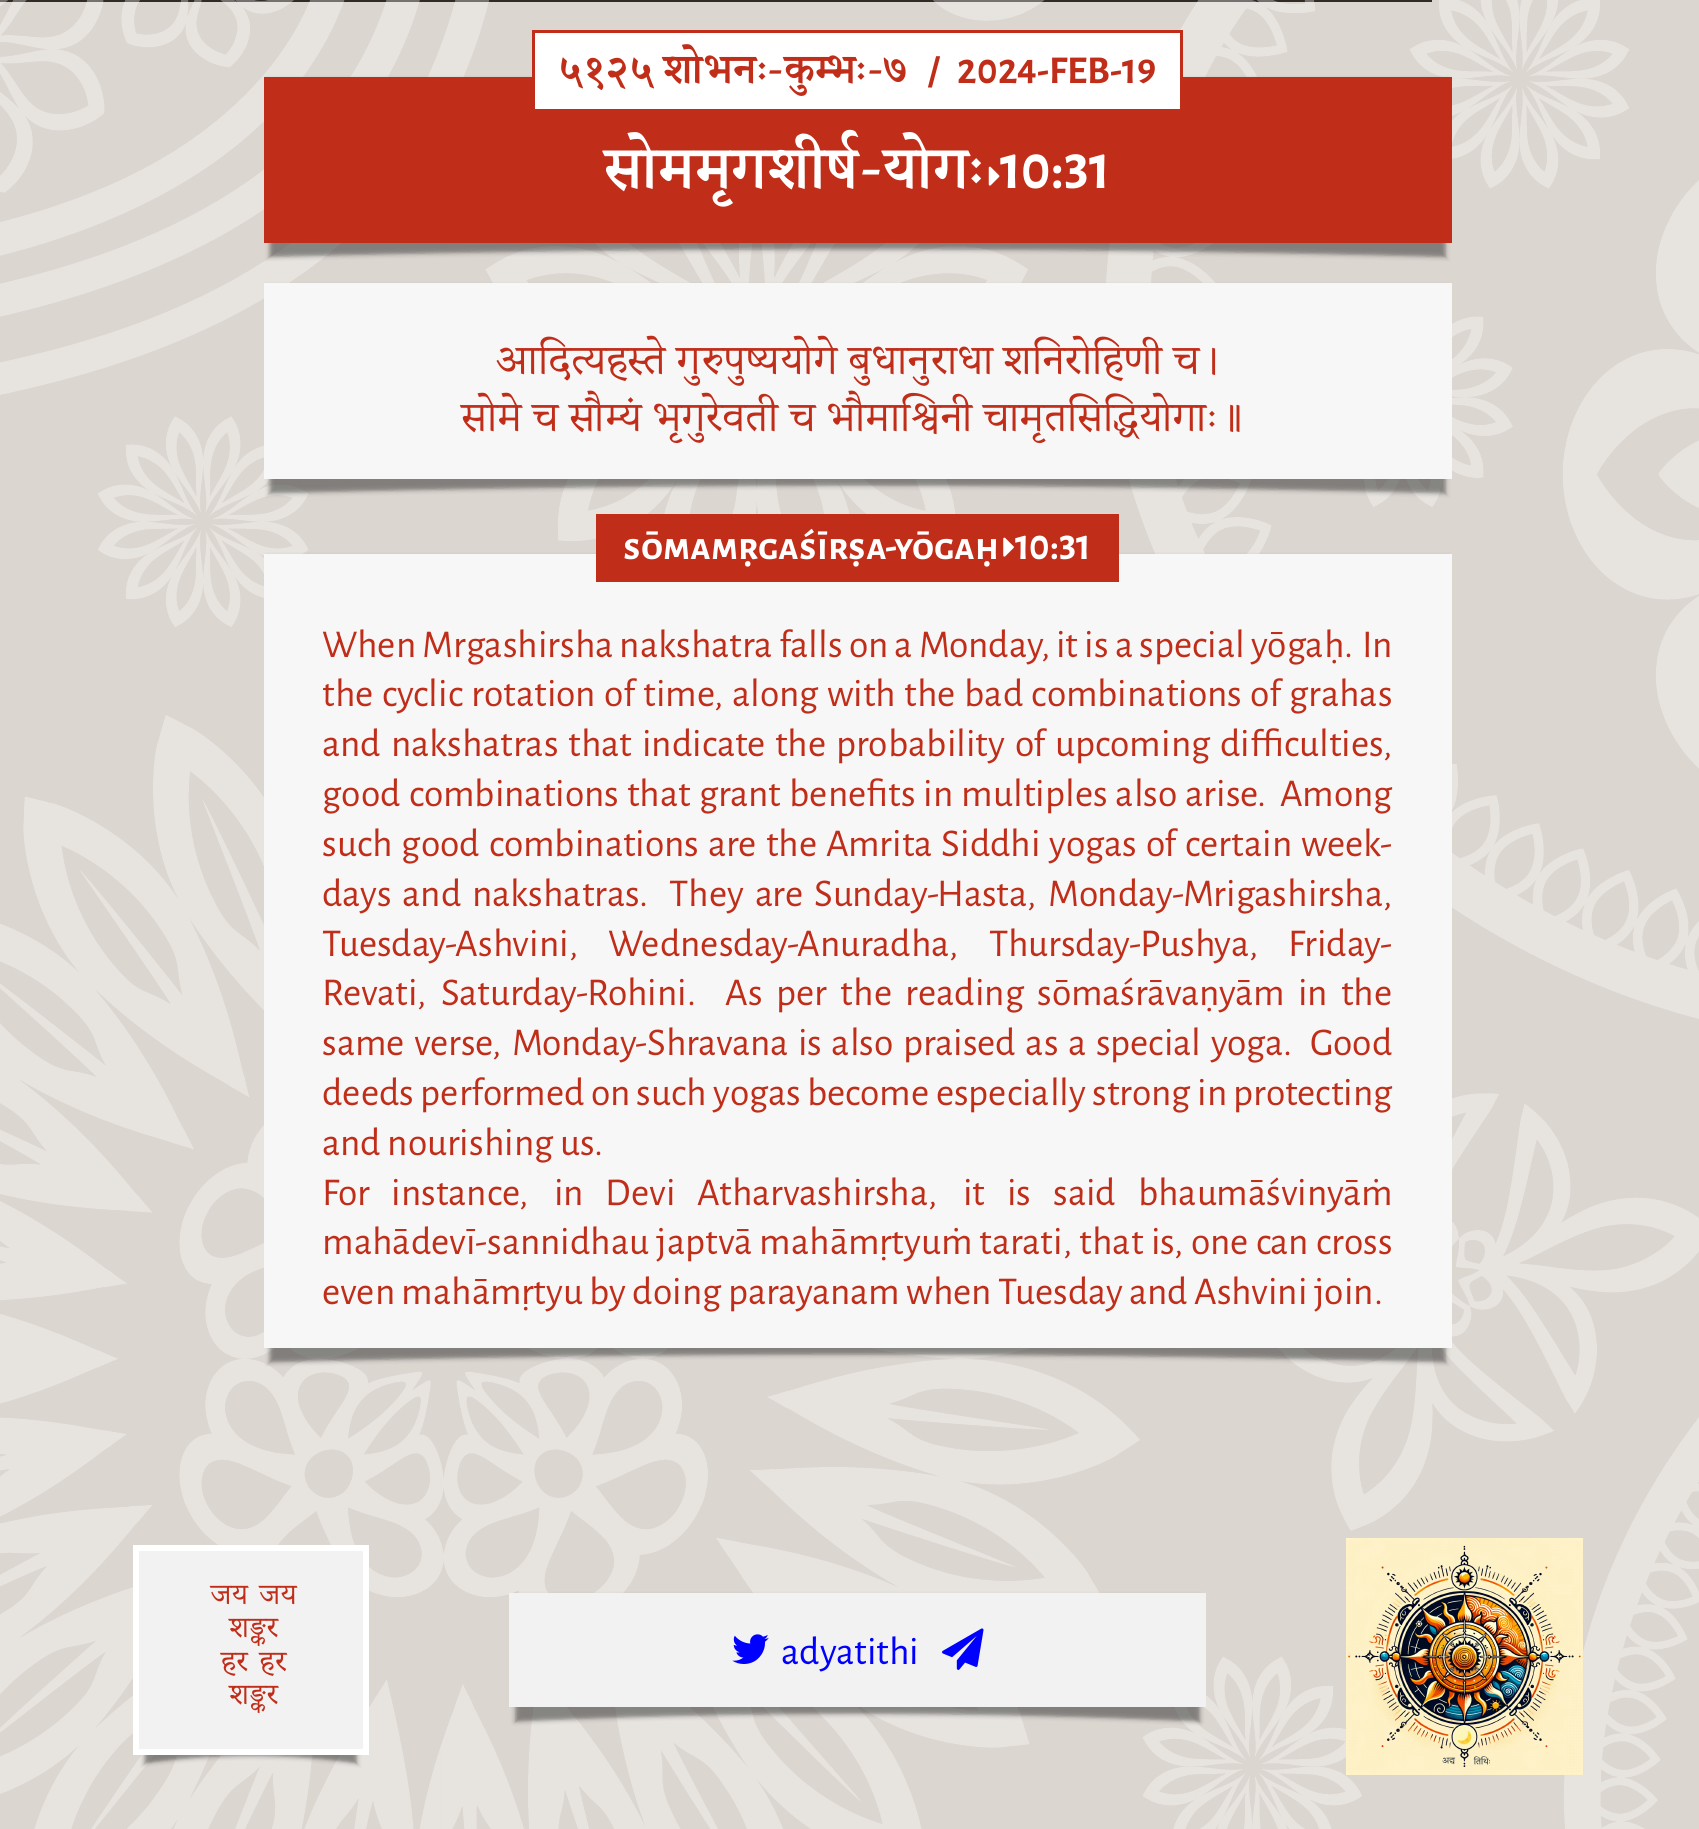 ५१२५ शोभनः-कुम्भः-७ / 2024-FEB-19
सोममृगशीर्ष-योगः▸10:31
आदित्यहस्ते गुरुपुष्ययोगे बुधानुराधा शनिरोहिणी च।
सोमे च सौम्यं भृगुरेवती च भौमाश्विनी चामृतसिद्धियोगाः॥
SŌMAMṚGAŚĪRṢA-YŌGAḤ▸10:31
When Mrgashirsha nakshatra falls on a Monday, it is a special yōgaḥ. In
the cyclic rotation of time, along with the bad combinations of grahas
and nakshatras that indicate the probability of upcoming difficulties,
good combinations that grant benefits in multiples also arise. Among
such good combinations are the Amrita Siddhi yogas of certain week-
days and nakshatras. They are Sunday-Hasta, Monday-Mrigashirsha,
Tuesday-Ashvini, Wednesday-Anuradha, Thursday-Pushya, Friday-
Revati, Saturday-Rohini. As per the reading sōmaśrāvaṇyām in the
same verse, Monday-Shravana is also praised as a special yoga. Good
deeds performed on such yogas become especially strong in protecting
and nourishing us.
For instance, in Devi Atharvashirsha, it is said bhaumāśvinyāṁ
mahādevī-sannidhau japtvā mahāmṛtyuṁ tarati, that is, one can cross
even mahāmṛtyu by doing parayanam when Tuesday and Ashvini join.
जय जय
शङ्कर
हर हर
शङ्कर
adyatithi
अद्य तिथिः